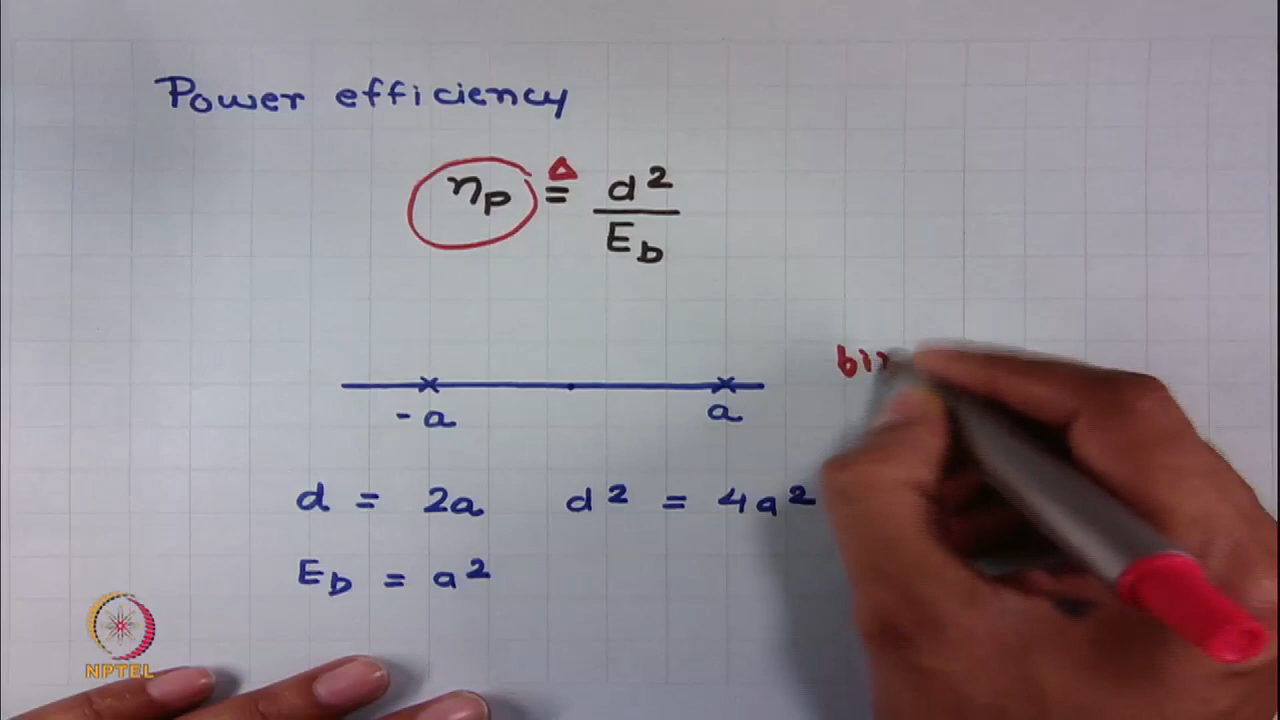 Power efficiency
ηp ≜ d² / Eb
-a a
d = 2a d² = 4a²
Eb = a²
NPTEL